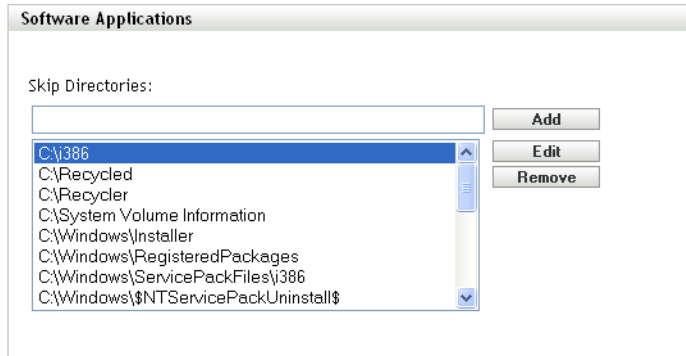 Software Applications
Skip Directories:
Add
C:\i386
Edit
C:\Recycled
Remove
C:\Recycler
C:\System Volume Information
C:\Windows\Installer
C:\Windows\RegisteredPackages
C:\Windows\ServicePackFiles\i386
C:\Windows\$NTServicePackUninstall$